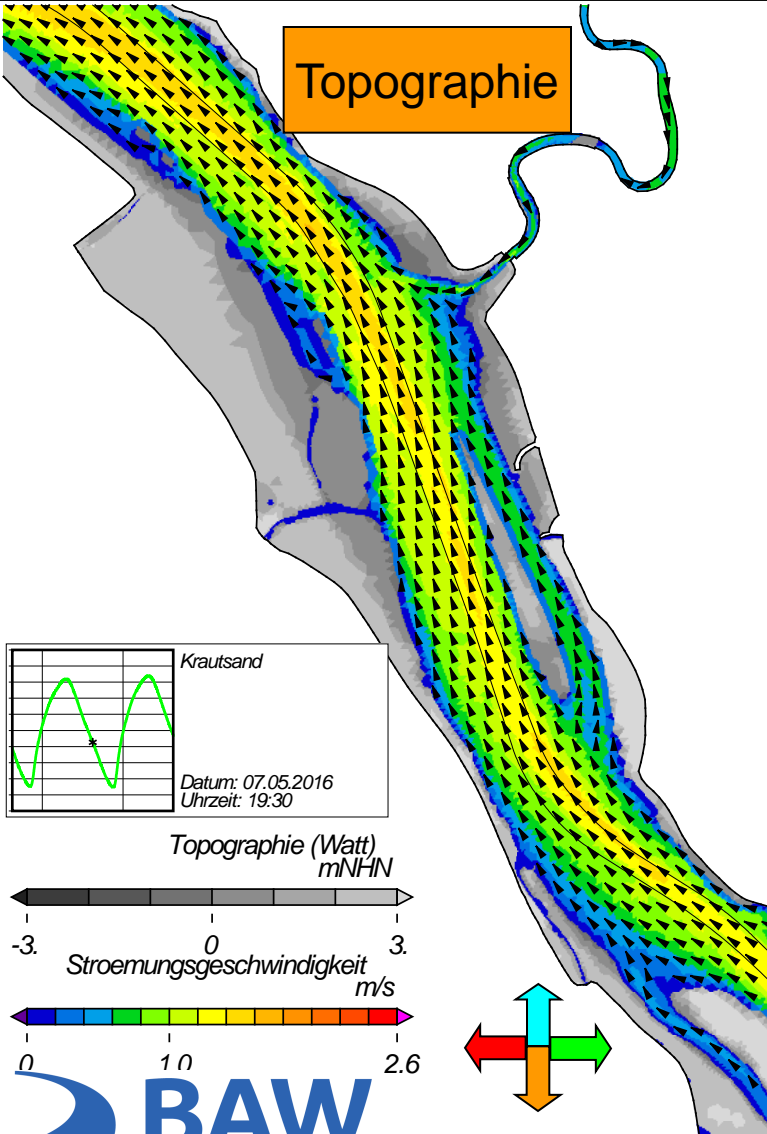 Topographie
Krautsand
Datum: 07.05.2016
Uhrzeit: 19:30
Topographie (Watt)
mNHN
-3. 0 3.
Stroemungsgeschwindigkeit
m/s
0 1.0 2.6
BAW